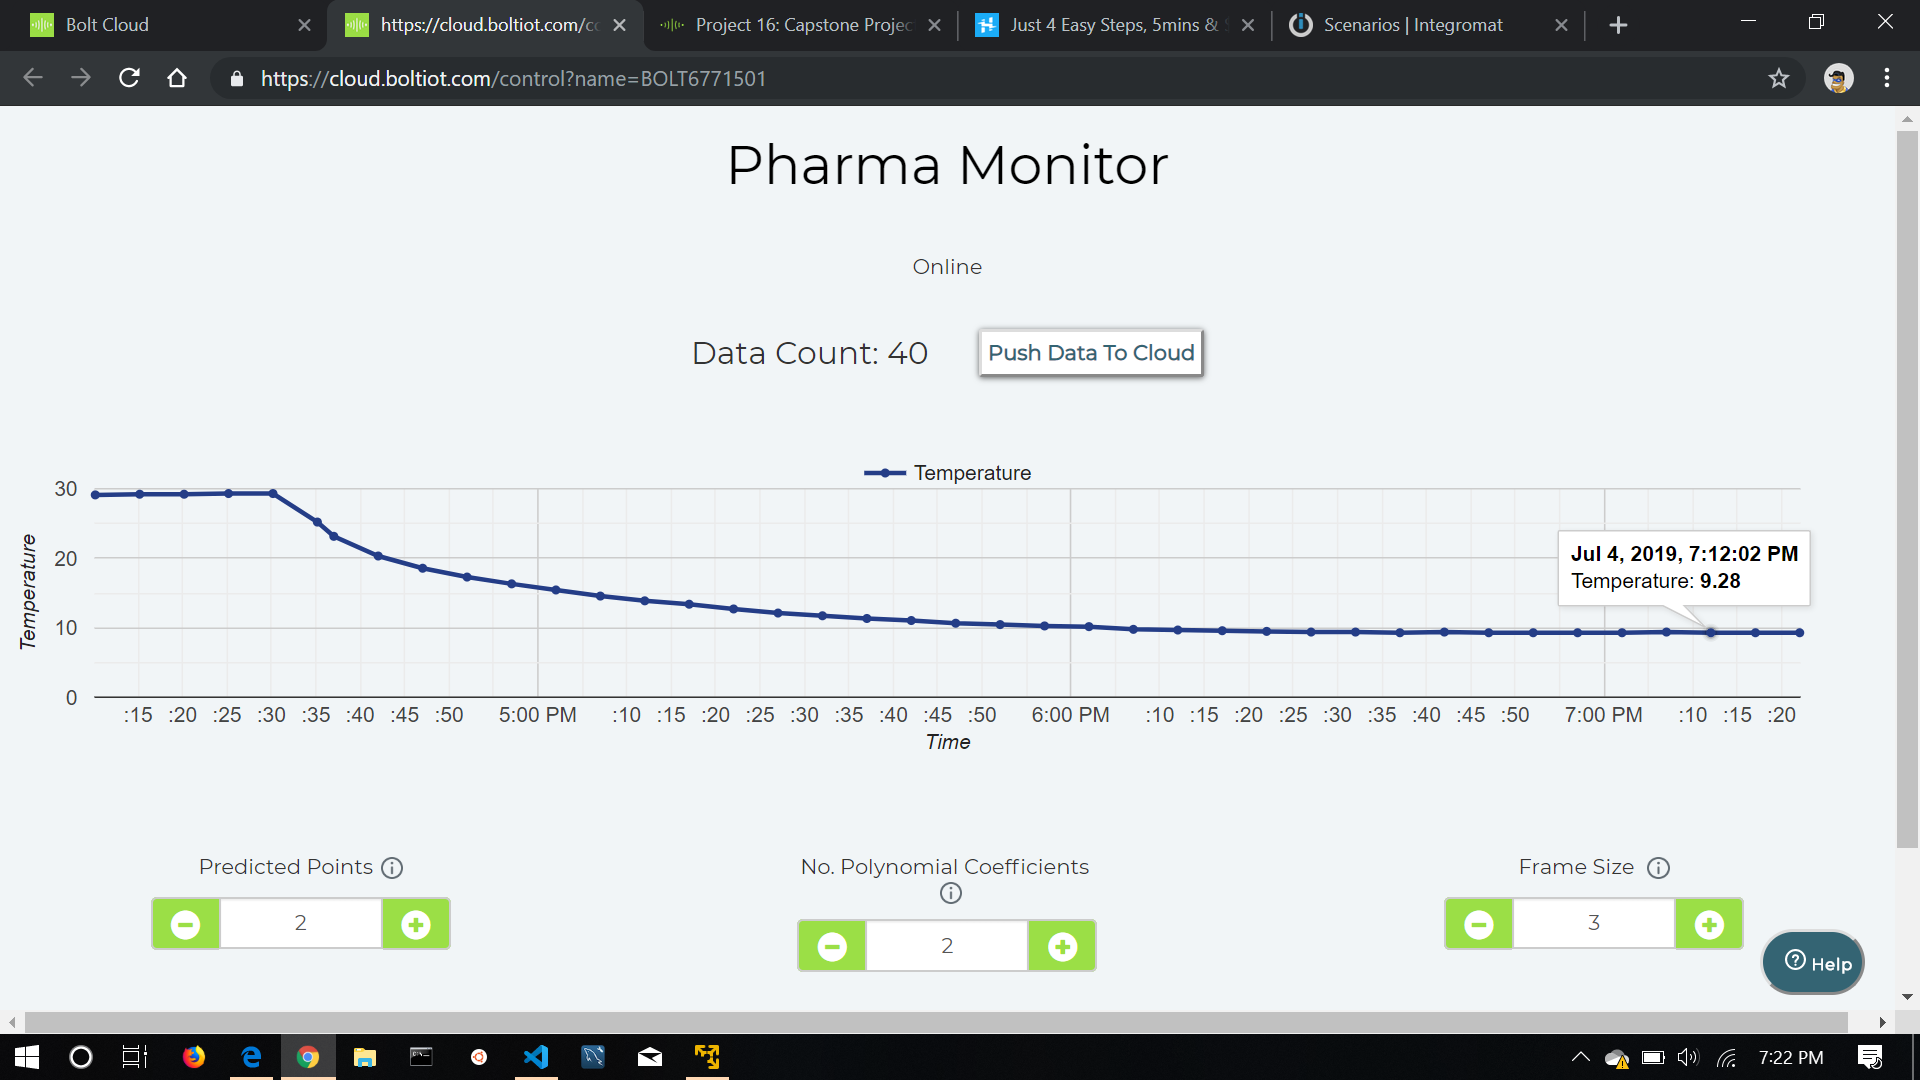 Bolt Cloud
https://cloud.boltiot.com/c
Project 16: Capstone Projec
Just 4 Easy Steps, 5mins &
Scenarios | Integromat
https://cloud.boltiot.com/control?name=BOLT6771501
Pharma Monitor
Online
Data Count: 40
Push Data To Cloud
Temperature
30
20
10
0
Temperature
Jul 4, 2019, 7:12:02 PM
Temperature: 9.28
:15 :20 :25 :30 :35 :40 :45 :50 5:00 PM :10 :15 :20 :25 :30 :35 :40 :45 :50 6:00 PM :10 :15 :20 :25 :30 :35 :40 :45 :50 7:00 PM :10 :15 :20
Time
Predicted Points
2
No. Polynomial Coefficients
2
Frame Size
3
Help
7:22 PM